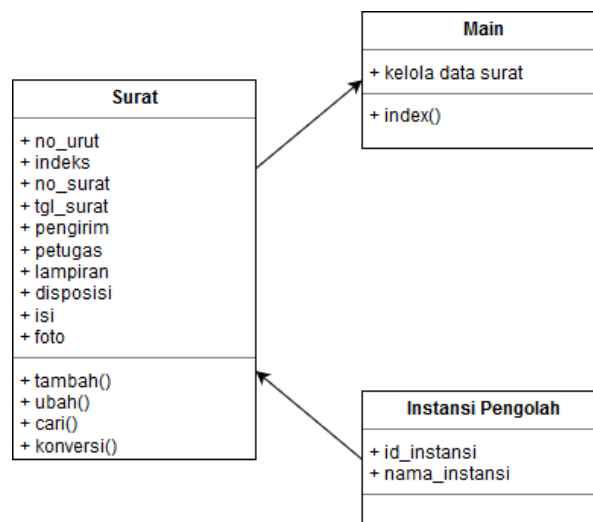 Main
+ kelola data surat
+ index()
Surat
+ no_urut
+ indeks
+ no_surat
+ tgl_surat
+ pengirim
+ petugas
+ lampiran
+ disposisi
+ isi
+ foto
+ tambah()
+ ubah()
+ cari()
+ konversi()
Instansi Pengolah
+ id_instansi
+ nama_instansi